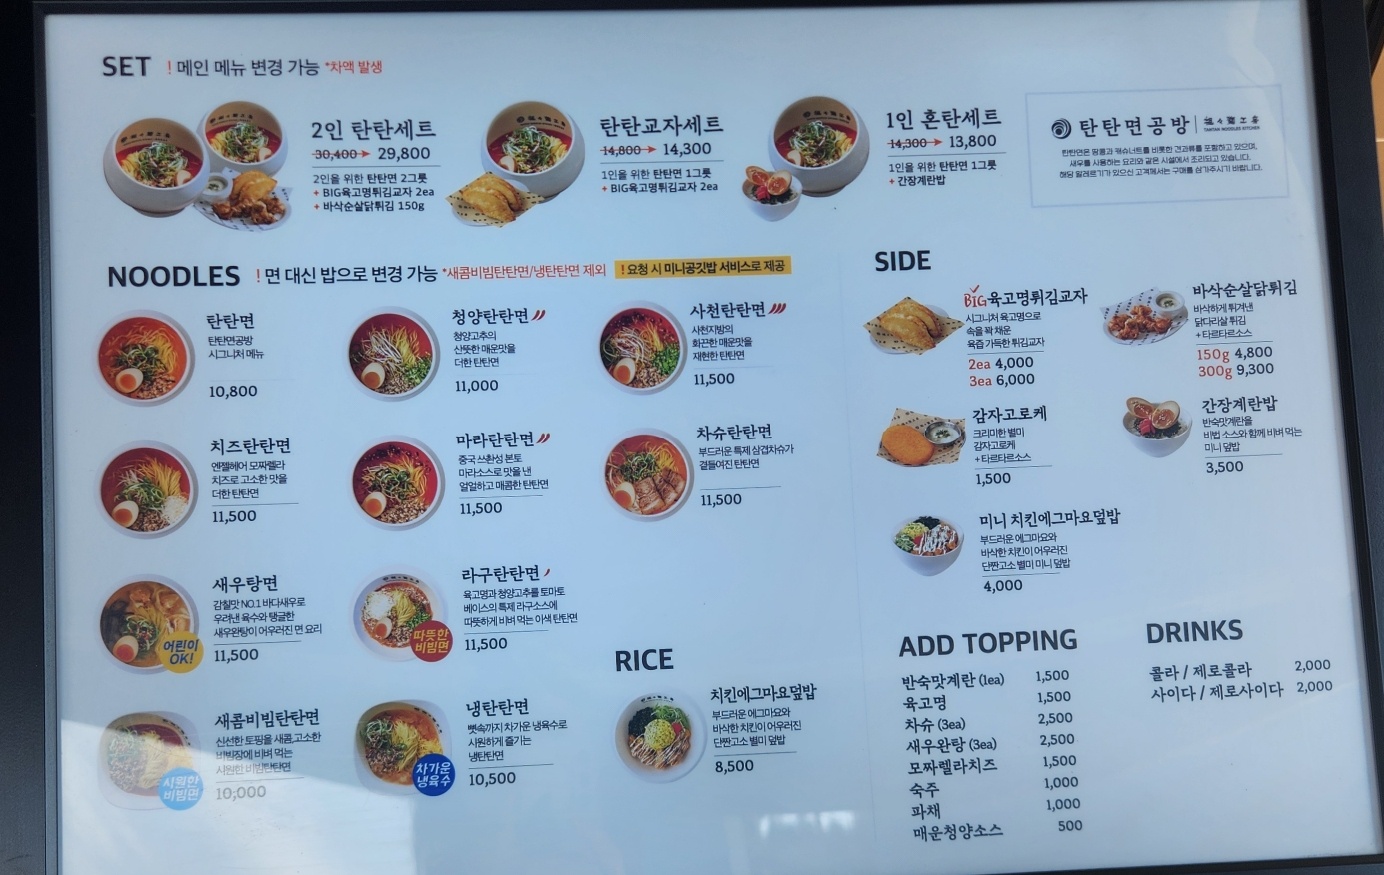 SET ! 메인 메뉴 변경 가능 *차액 발생
2인 탄탄세트
30,400 → 29,800
2인을 위한 탄탄면 2그릇
+ BIG육고명튀김교자 2ea
+ 바삭순살닭튀김 150g
탄탄교자세트
14,800 → 14,300
1인을 위한 탄탄면 1그릇
+ BIG육고명튀김교자 2ea
1인 혼탄세트
14,300 → 13,800
1인을 위한 탄탄면 1그릇
+ 간장계란밥
탄탄면공방
TANTAN NOODLES KITCHEN
탄탄면은 땅콩과 캐슈너트를 비롯한 견과류를 포함하고 있으며,
새우를 사용하는 요리와 같은 시설에서 조리되고 있습니다.
해당 알레르기가 있으신 고객께서는 구매를 삼가주시기 바랍니다.
NOODLES ! 면 대신 밥으로 변경 가능 *새콤비빔탄탄면/냉탄탄면 제외 ! 요청 시 미니공깃밥 서비스로 제공
탄탄면
탄탄면공방
시그니처 메뉴
10,800
청양탄탄면
청양고추의
산뜻한 매운맛을
더한 탄탄면
11,000
사천탄탄면
사천지방의
화끈한 매운맛을
재현한 탄탄면
11,500
치즈탄탄면
엔젤헤어 모짜렐라
치즈로 고소한 맛을
더한 탄탄면
11,500
마라탄탄면
중국 쓰촨성 본토
마라소스로 맛을 낸
얼얼하고 매콤한 탄탄면
11,500
차슈탄탄면
부드러운 특제 삼겹차슈가
곁들여진 탄탄면
11,500
새우탕면
감칠맛 NO.1 바다새우로
우려낸 육수와 탱글한
새우완탕이 어우러진 면 요리
11,500
어린이
OK!
라구탄탄면
육고명과 청양고추를 토마토
베이스의 특제 라구소스에
따뜻하게 비벼 먹는 이색 탄탄면
11,500
따뜻한
비빔면
새콤비빔탄탄면
신선한 토핑을 새콤,고소한
비빔장에 비벼 먹는
시원한 비빔탄탄면
10,000
시원한
비빔면
냉탄탄면
뼛속까지 차가운 냉육수로
시원하게 즐기는
냉탄탄면
10,500
차가운
냉육수
RICE
치킨에그마요덮밥
부드러운 에그마요와
바삭한 치킨이 어우러진
단짠고소 별미 덮밥
8,500
SIDE
BIG육고명튀김교자
시그니처 육고명으로
속을 꽉 채운
육즙 가득한 튀김교자
2ea 4,000
3ea 6,000
바삭순살닭튀김
바삭하게 튀겨낸
닭다리살 튀김
+타르타르소스
150g 4,800
300g 9,300
감자고로케
크리미한 별미
감자고로케
+타르타르소스
1,500
간장계란밥
반숙맛계란을
비법 소스와 함께 비벼 먹는
미니 덮밥
3,500
미니 치킨에그마요덮밥
부드러운 에그마요와
바삭한 치킨이 어우러진
단짠고소 별미 미니 덮밥
4,000
ADD TOPPING
반숙맛계란 (1ea) 1,500
육고명 1,500
차슈 (3ea) 2,500
새우완탕 (3ea) 2,500
모짜렐라치즈 1,500
숙주 1,000
파채 1,000
매운청양소스 500
DRINKS
콜라 / 제로콜라 2,000
사이다 / 제로사이다 2,000